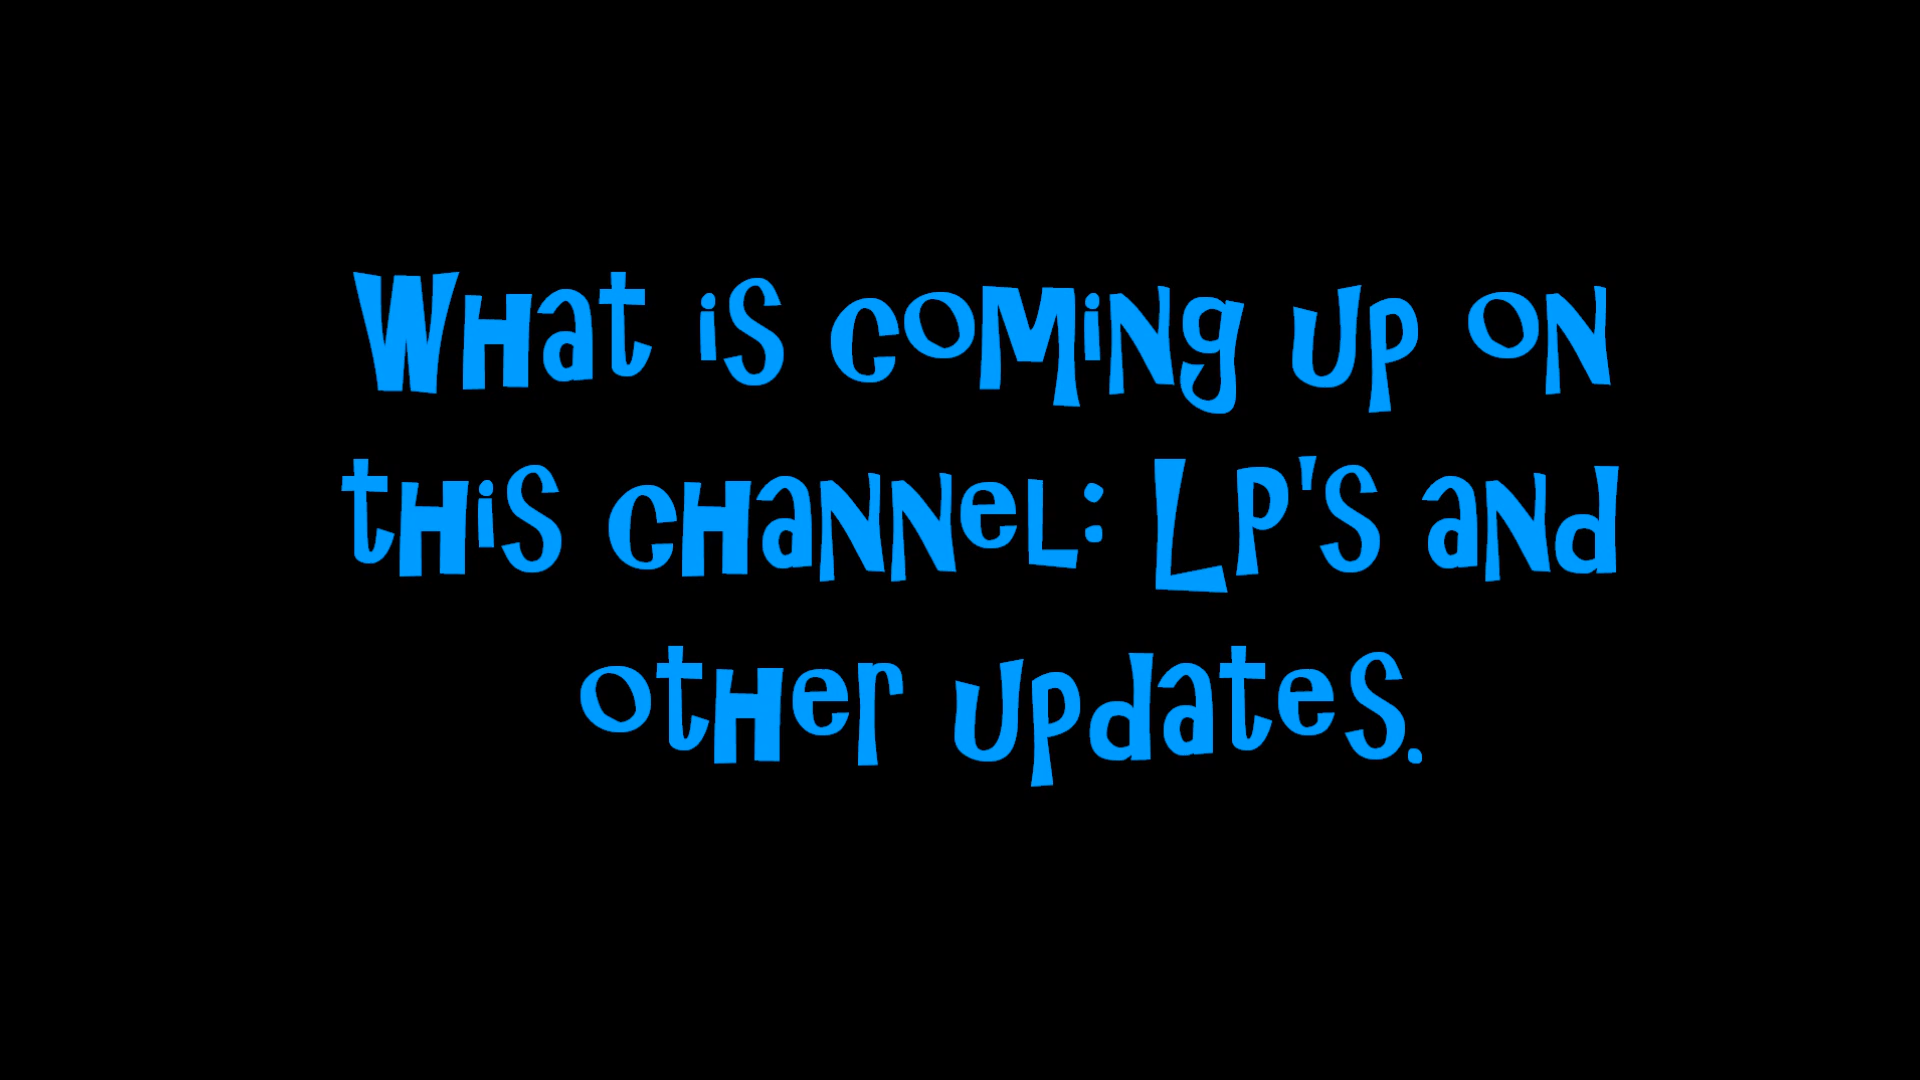 What is coming up on
this channel: LP's and
other updates.